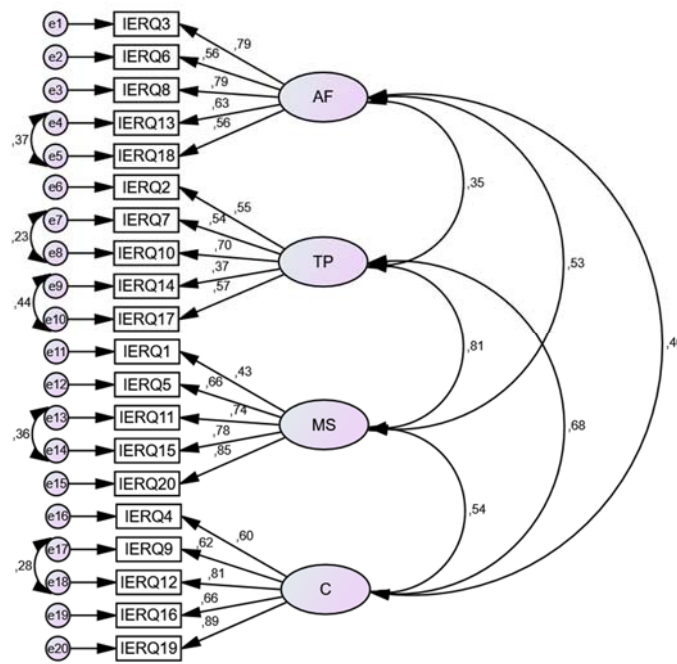 e1 IERQ3
,79
e2 IERQ6 ,56
e3 IERQ8 ,79 AF
e4 IERQ13 ,63
,37
e5 IERQ18 ,56
e6 IERQ2
,35
e7 IERQ7 ,55
,54
,23
e8 IERQ10 ,70 TP ,53
e9 IERQ14 ,37
,44
e10 IERQ17 ,57
e11 IERQ1 ,81
e12 IERQ5 ,43
,66
e13 IERQ11 ,74
,36 MS ,68
e14 IERQ15 ,78
e15 IERQ20 ,85
e16 IERQ4 ,54
e17 IERQ9 ,60
,62
,28
e18 IERQ12 ,81 C
e19 IERQ16 ,66
e20 IERQ19 ,89